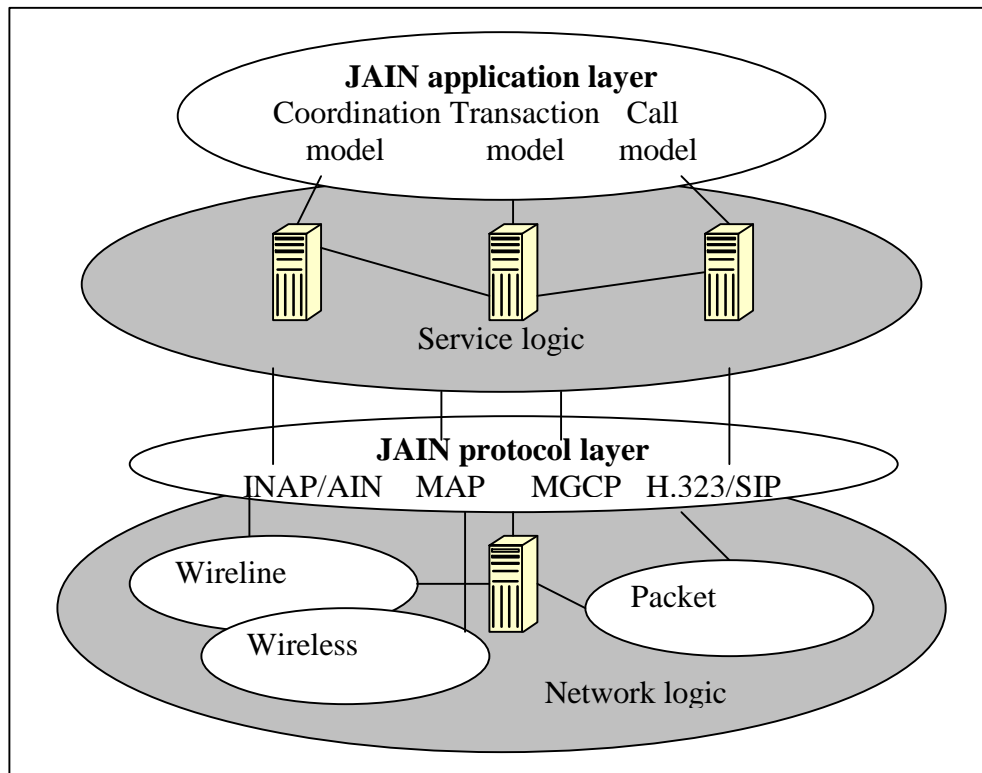 JAIN application layer
Coordination Transaction Call
model model model
Service logic
JAIN protocol layer
INAP/AIN MAP MGCP H.323/SIP
Wireline
Packet
Wireless
Network logic